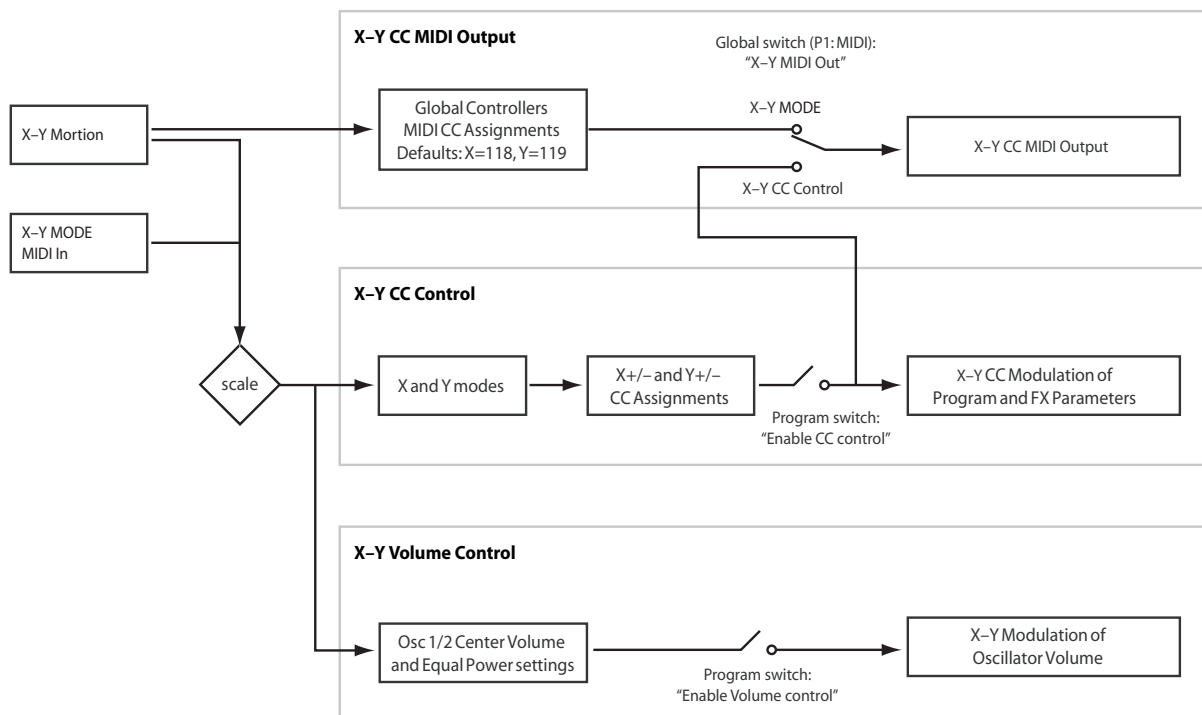 X–Y CC MIDI Output
Global switch (P1: MIDI):
“X–Y MIDI Out”
X–Y Mortion
Global Controllers
MIDI CC Assignments
Defaults: X=118, Y=119
X–Y MODE
X–Y CC MIDI Output
X–Y CC Control
X–Y MODE
MIDI In
X–Y CC Control
scale
X and Y modes
X+/– and Y+/–
CC Assignments
Program switch:
“Enable CC control”
X–Y CC Modulation of
Program and FX Parameters
X–Y Volume Control
Osc 1/2 Center Volume
and Equal Power settings
Program switch:
“Enable Volume control”
X–Y Modulation of
Oscillator Volume